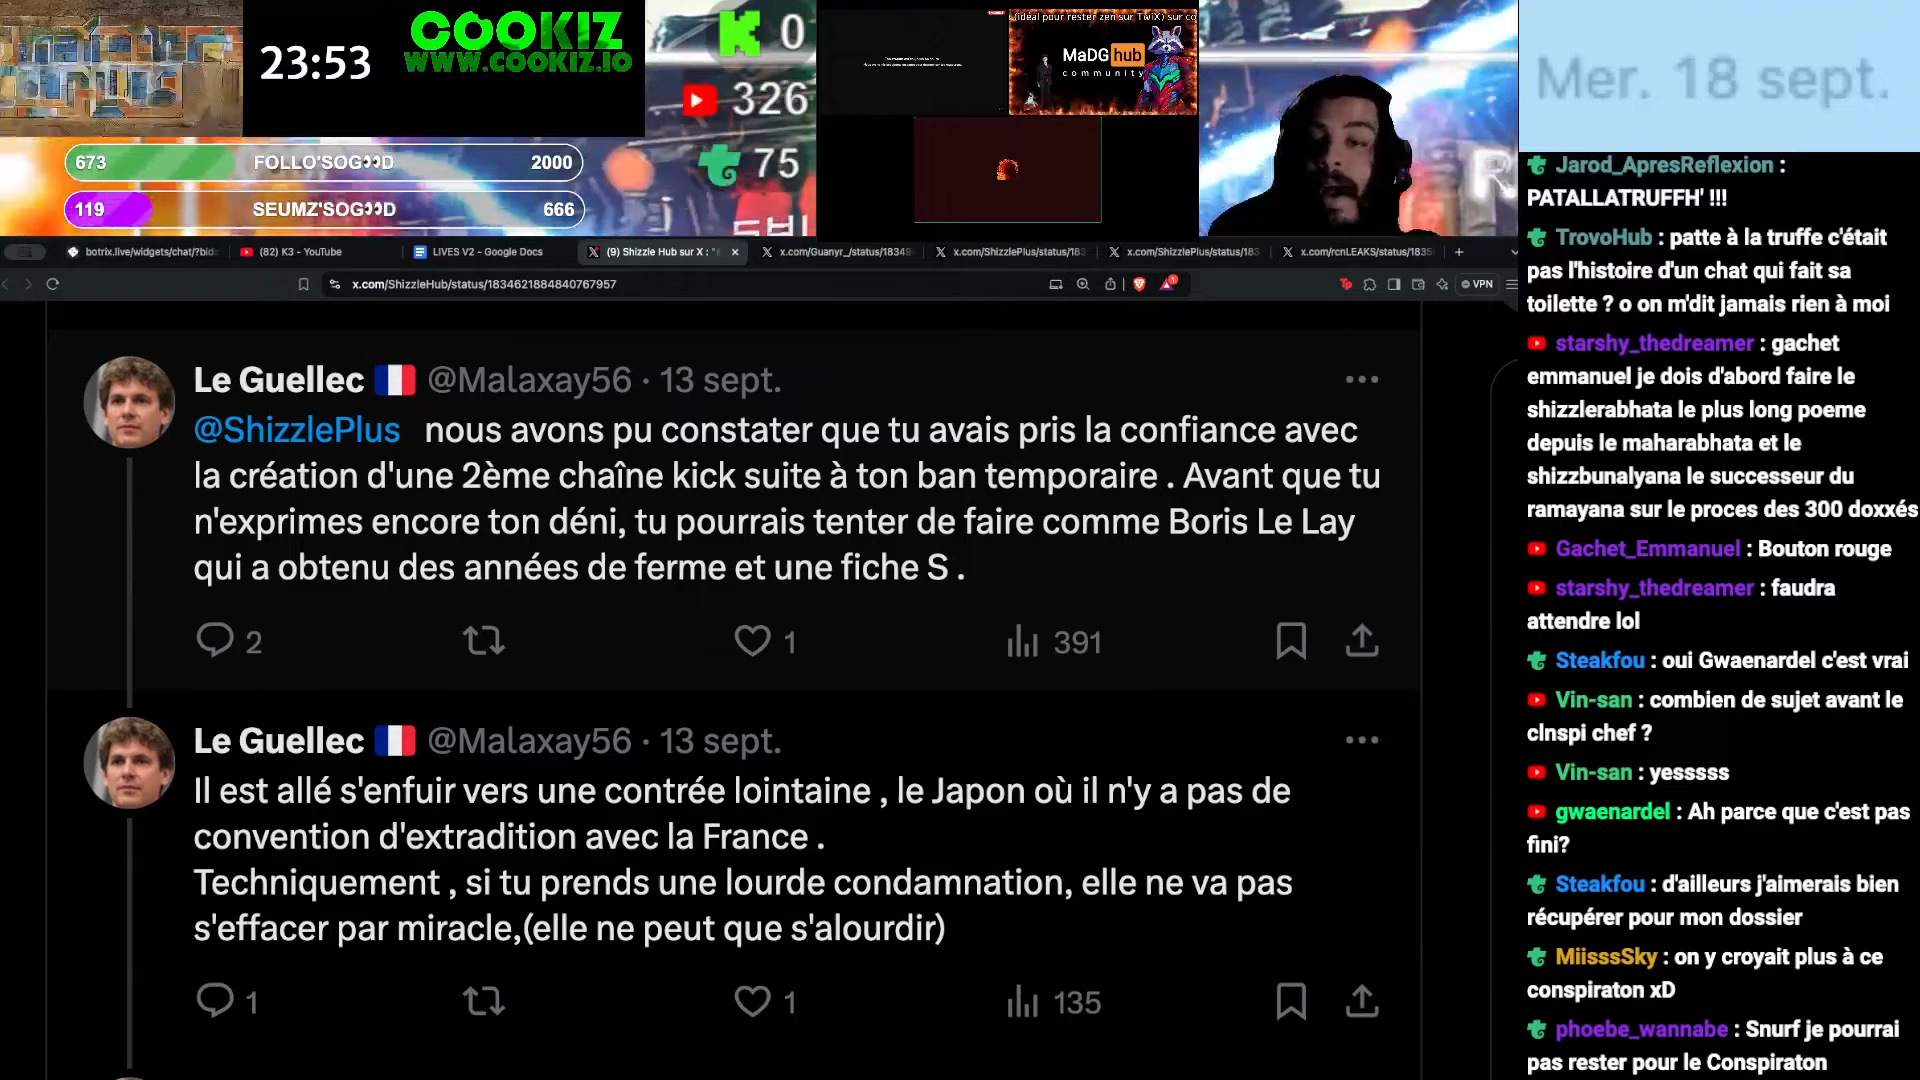 23:53
COOKIZ
WWW.COOKIZ.IO
673 FOLLO'SOG👀D 2000
119 SEUMZ'SOG👀D 666
0
326
75
(idéal pour rester zen sur TwiX) sur co
MaDG hub
community
Mer. 18 sept.
botrix.live/widgets/chat/?bid=
(82) K3 - YouTube
LIVES V2 - Google Docs
(9) Shizzle Hub sur X : "
x.com/Guanyr_/status/18349
x.com/ShizzlePlus/status/183
x.com/ShizzlePlus/status/183
x.com/rcnLEAKS/status/1835
x.com/ShizzleHub/status/1834621884840767957
VPN
Le Guellec 🇫🇷 @Malaxay56 · 13 sept.
@ShizzlePlus nous avons pu constater que tu avais pris la confiance avec
la création d'une 2ème chaîne kick suite à ton ban temporaire . Avant que tu
n'exprimes encore ton déni, tu pourrais tenter de faire comme Boris Le Lay
qui a obtenu des années de ferme et une fiche S .
2 1 391
Le Guellec 🇫🇷 @Malaxay56 · 13 sept.
Il est allé s'enfuir vers une contrée lointaine , le Japon où il n'y a pas de
convention d'extradition avec la France .
Techniquement , si tu prends une lourde condamnation, elle ne va pas
s'effacer par miracle,(elle ne peut que s'alourdir)
1 1 135
Jarod_ApresReflexion :
PATALLATRUFFH' !!!
TrovoHub : patte à la truffe c'était
pas l'histoire d'un chat qui fait sa
toilette ? o on m'dit jamais rien à moi
starshy_thedreamer : gachet
emmanuel je dois d'abord faire le
shizzlerabhata le plus long poeme
depuis le maharabhata et le
shizzbunalyana le successeur du
ramayana sur le proces des 300 doxxés
Gachet_Emmanuel : Bouton rouge
starshy_thedreamer : faudra
attendre lol
Steakfou : oui Gwaenardel c'est vrai
Vin-san : combien de sujet avant le
clnspi chef ?
Vin-san : yesssss
gwaenardel : Ah parce que c'est pas
fini?
Steakfou : d'ailleurs j'aimerais bien
récupérer pour mon dossier
MiisssSky : on y croyait plus à ce
conspiraton xD
phoebe_wannabe : Snurf je pourrai
pas rester pour le Conspiraton